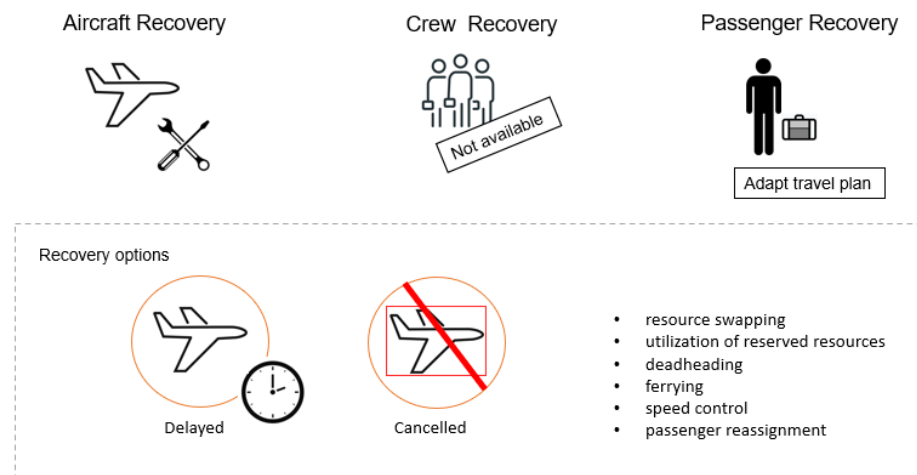 Aircraft Recovery
Crew Recovery
Passenger Recovery
Not available
Adapt travel plan
Recovery options
Delayed
Cancelled
• resource swapping
• utilization of reserved resources
• deadheading
• ferrying
• speed control
• passenger reassignment